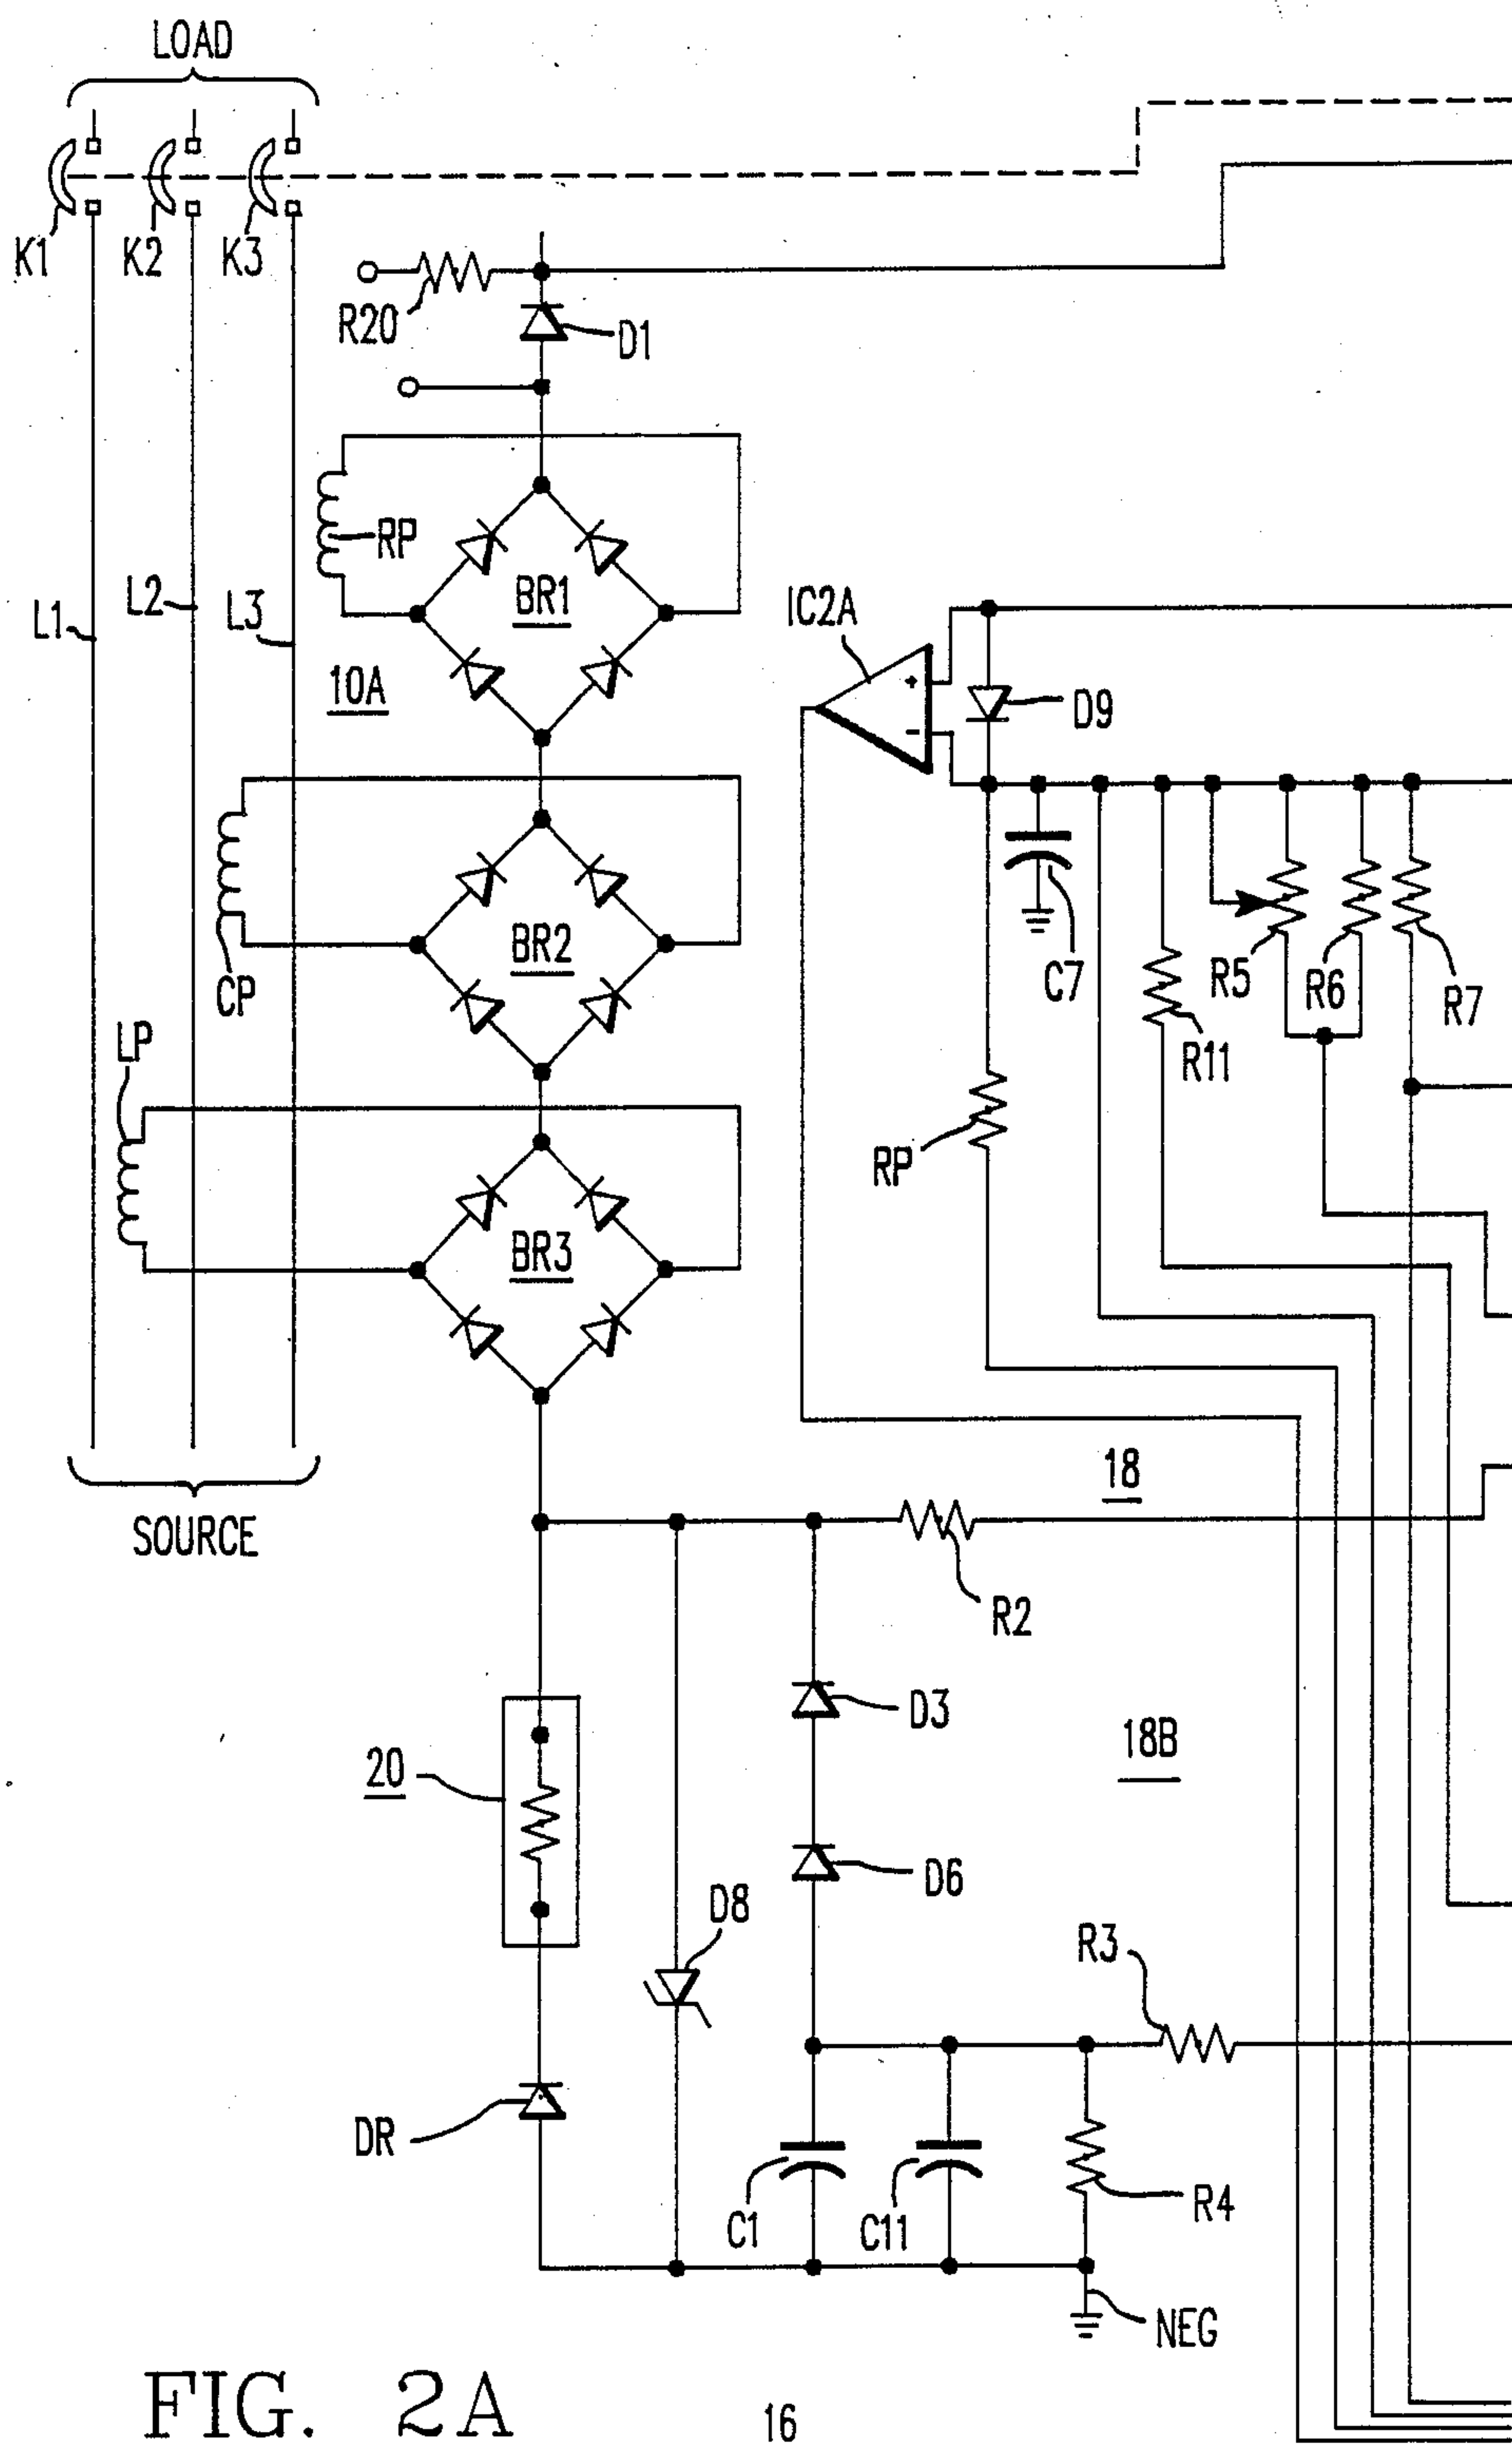 LOAD
K1 K2 K3
R20
D1
RP
BR1
L1 L2 L3
10A
IC2A
+
-
D9
BR2
CP
C7
R5 R6 R7
R11
LP
RP
BR3
18
SOURCE
R2
D3
20
18B
D6
D8
R3
DR
C1 C11
R4
NEG
FIG. 2A
16